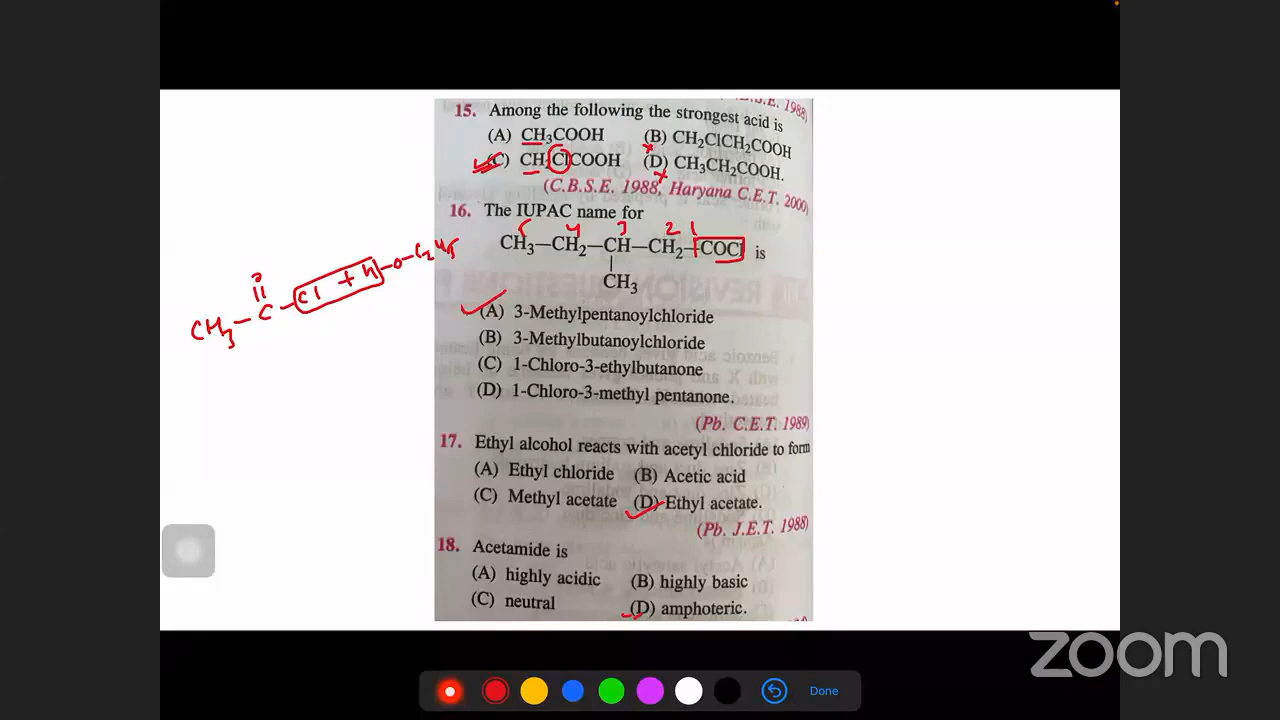 15. Among the following the strongest acid is
(A) CH3COOH (B) CH2ClCH2COOH
(C) CH2ClCOOH (D) CH3CH2COOH.
(C.B.S.E. 1988, Haryana C.E.T. 2000)
16. The IUPAC name for
5 4 3 2 1
CH3—CH2—CH—CH2—COCl is
CH3
(A) 3-Methylpentanoylchloride
(B) 3-Methylbutanoylchloride
(C) 1-Chloro-3-ethylbutanone
(D) 1-Chloro-3-methyl pentanone.
(Pb. C.E.T. 1989)
17. Ethyl alcohol reacts with acetyl chloride to form
(A) Ethyl chloride (B) Acetic acid
(C) Methyl acetate (D) Ethyl acetate.
(Pb. J.E.T. 1988)
18. Acetamide is
(A) highly acidic (B) highly basic
(C) neutral (D) amphoteric.
O
CH3-C-Cl + H-O-C2H5
zoom
Done